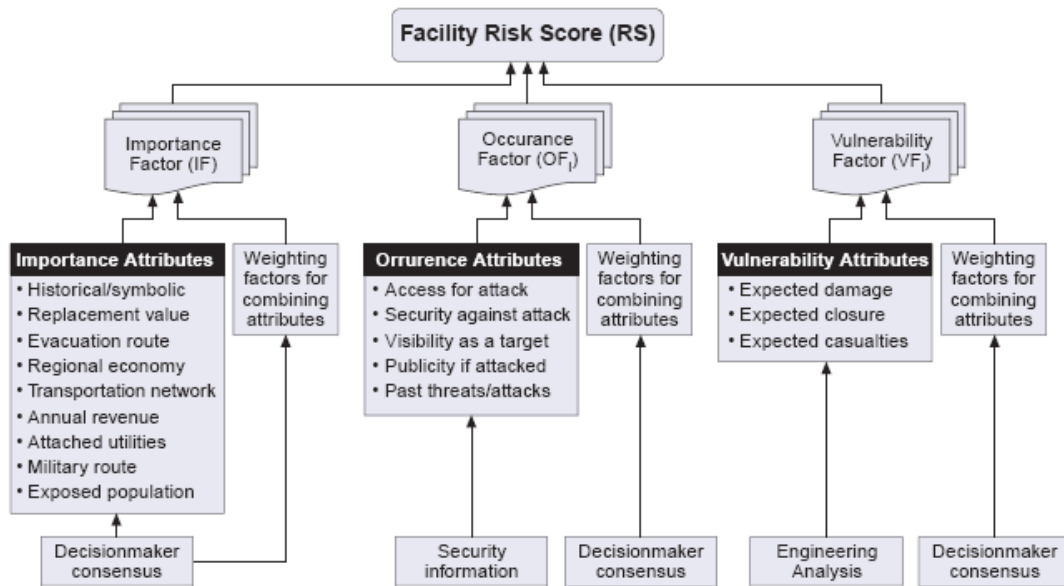 Facility Risk Score (RS)
Importance
Factor (IF)
Occurance
Factor (OFI)
Vulnerability
Factor (VFI)
Importance Attributes
• Historical/symbolic
• Replacement value
• Evacuation route
• Regional economy
• Transportation network
• Annual revenue
• Attached utilities
• Military route
• Exposed population
Weighting
factors for
combining
attributes
Orrurence Attributes
• Access for attack
• Security against attack
• Visibility as a target
• Publicity if attacked
• Past threats/attacks
Weighting
factors for
combining
attributes
Vulnerability Attributes
• Expected damage
• Expected closure
• Expected casualties
Weighting
factors for
combining
attributes
Decisionmaker
consensus
Security
information
Decisionmaker
consensus
Engineering
Analysis
Decisionmaker
consensus